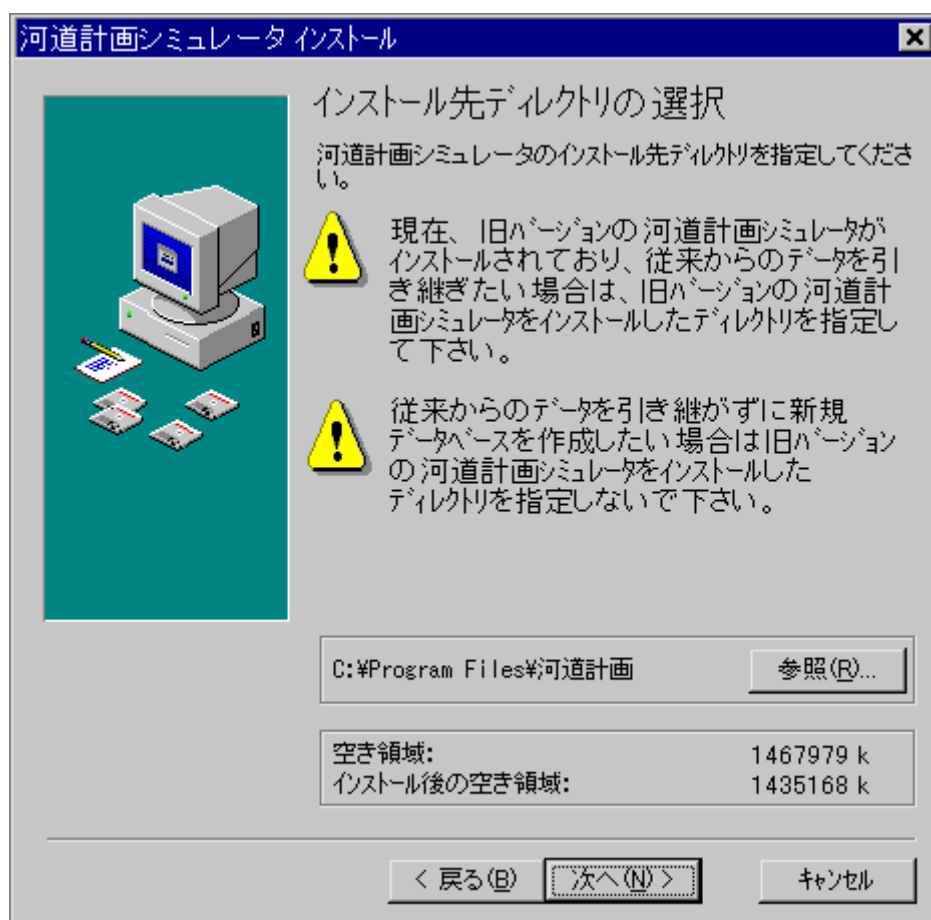 河道計画シミュレータ インストール
インストール先ディレクトリの選択
河道計画シミュレータのインストール先ディレクトリを指定してくださ
い。
現在、旧バージョンの河道計画シミュレータが
インストールされており、従来からのデータを引
き継ぎたい場合は、旧バージョンの河道計
画シミュレータをインストールしたディレクトリを指定し
て下さい。
従来からのデータを引き継がずに新規
データベースを作成したい場合は旧バージョン
の河道計画シミュレータをインストールした
ディレクトリを指定しないで下さい。
C:¥Program Files¥河道計画
参照(R)...
空き領域: 1467979 k
インストール後の空き領域: 1435168 k
< 戻る(B) 次へ(N) > キャンセル